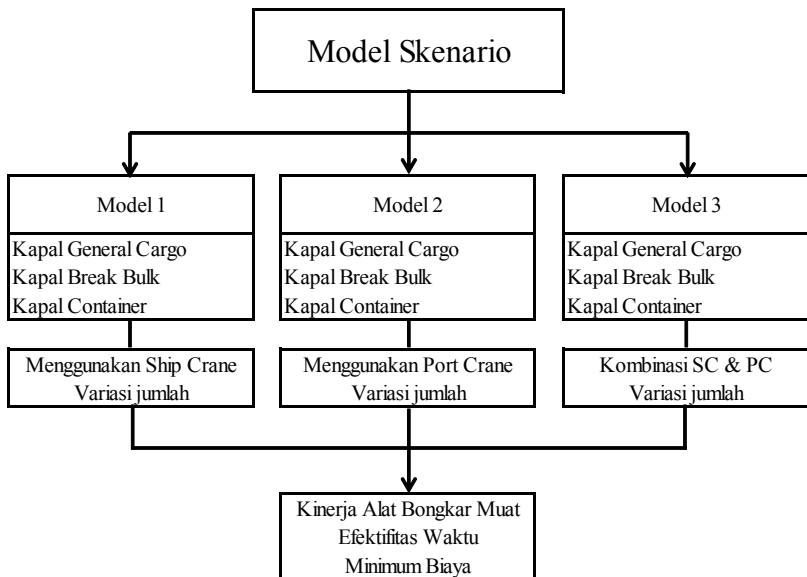 Model Skenario
Model 1
Kapal General Cargo
Kapal Break Bulk
Kapal Container
Menggunakan Ship Crane
Variasi jumlah
Model 2
Kapal General Cargo
Kapal Break Bulk
Kapal Container
Menggunakan Port Crane
Variasi jumlah
Model 3
Kapal General Cargo
Kapal Break Bulk
Kapal Container
Kombinasi SC & PC
Variasi jumlah
Kinerja Alat Bongkar Muat
Efektifitas Waktu
Minimum Biaya